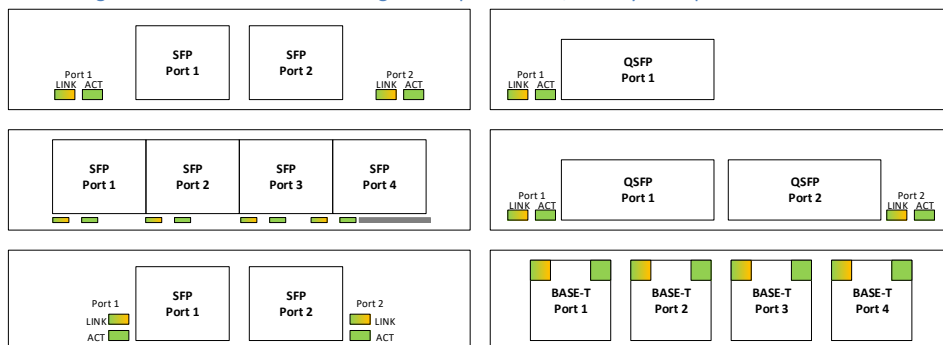 SFP
Port 1
SFP
Port 2
Port 1
LINK ACT
Port 2
LINK ACT
QSFP
Port 1
Port 1
LINK ACT
SFP
Port 1
SFP
Port 2
SFP
Port 3
SFP
Port 4
QSFP
Port 1
QSFP
Port 2
Port 1
LINK ACT
Port 2
LINK ACT
SFP
Port 1
SFP
Port 2
Port 1
LINK
ACT
Port 2
LINK
ACT
BASE-T
Port 1
BASE-T
Port 2
BASE-T
Port 3
BASE-T
Port 4